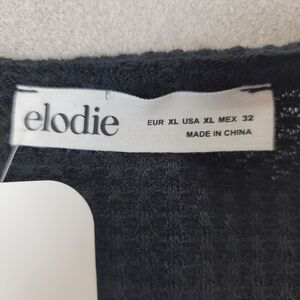 elodie
EUR XL USA XL MEX 32
MADE IN CHINA